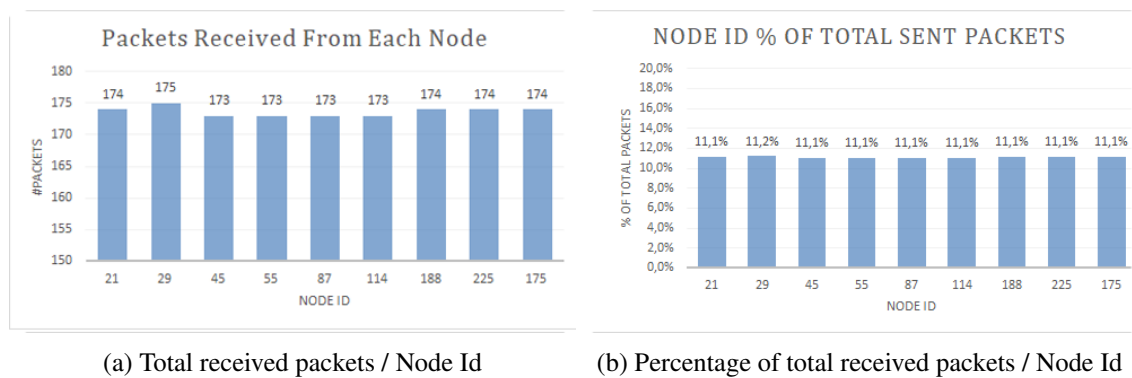 Packets Received From Each Node
180
175
170
165
160
155
150
#PACKETS
174 175 173 173 173 173 174 174 174
21 29 45 55 87 114 188 225 175
NODE ID
(a) Total received packets / Node Id
NODE ID % OF TOTAL SENT PACKETS
20,0%
18,0%
16,0%
14,0%
12,0%
10,0%
8,0%
6,0%
4,0%
2,0%
0,0%
% OF TOTAL PACKETS
11,1% 11,2% 11,1% 11,1% 11,1% 11,1% 11,1% 11,1% 11,1%
21 29 45 55 87 114 188 225 175
NODE ID
(b) Percentage of total received packets / Node Id